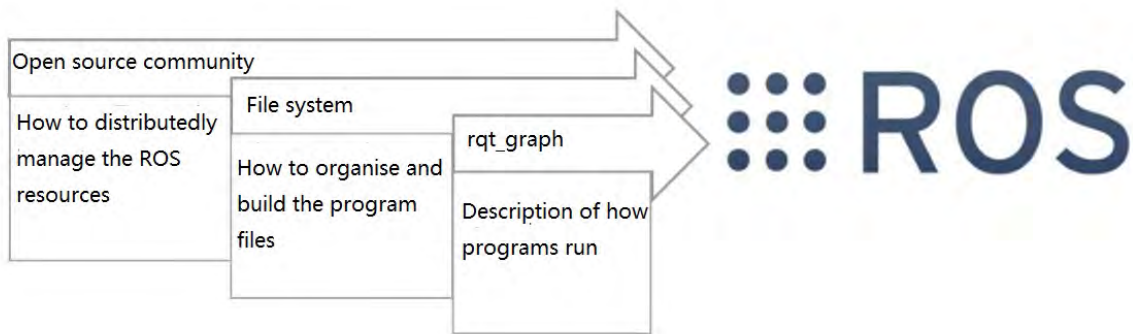 Open source community
How to distributedly
manage the ROS
resources
File system
How to organise and
build the program
files
rqt_graph
Description of how
programs run
ROS